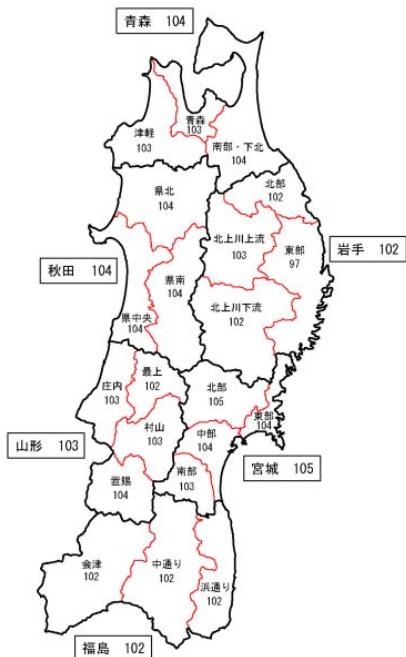 青森 104
青森
103
津軽
103
南部・下北
104
県北
104
北部
102
北上川上流
103
東部
97
岩手 102
秋田 104
県南
104
北上川下流
102
県中央
104
最上
102
庄内
103
北部
105
東部
104
村山
103
中部
104
山形 103
宮城 105
南部
103
置賜
104
会津
102
中通り
102
浜通り
102
福島 102